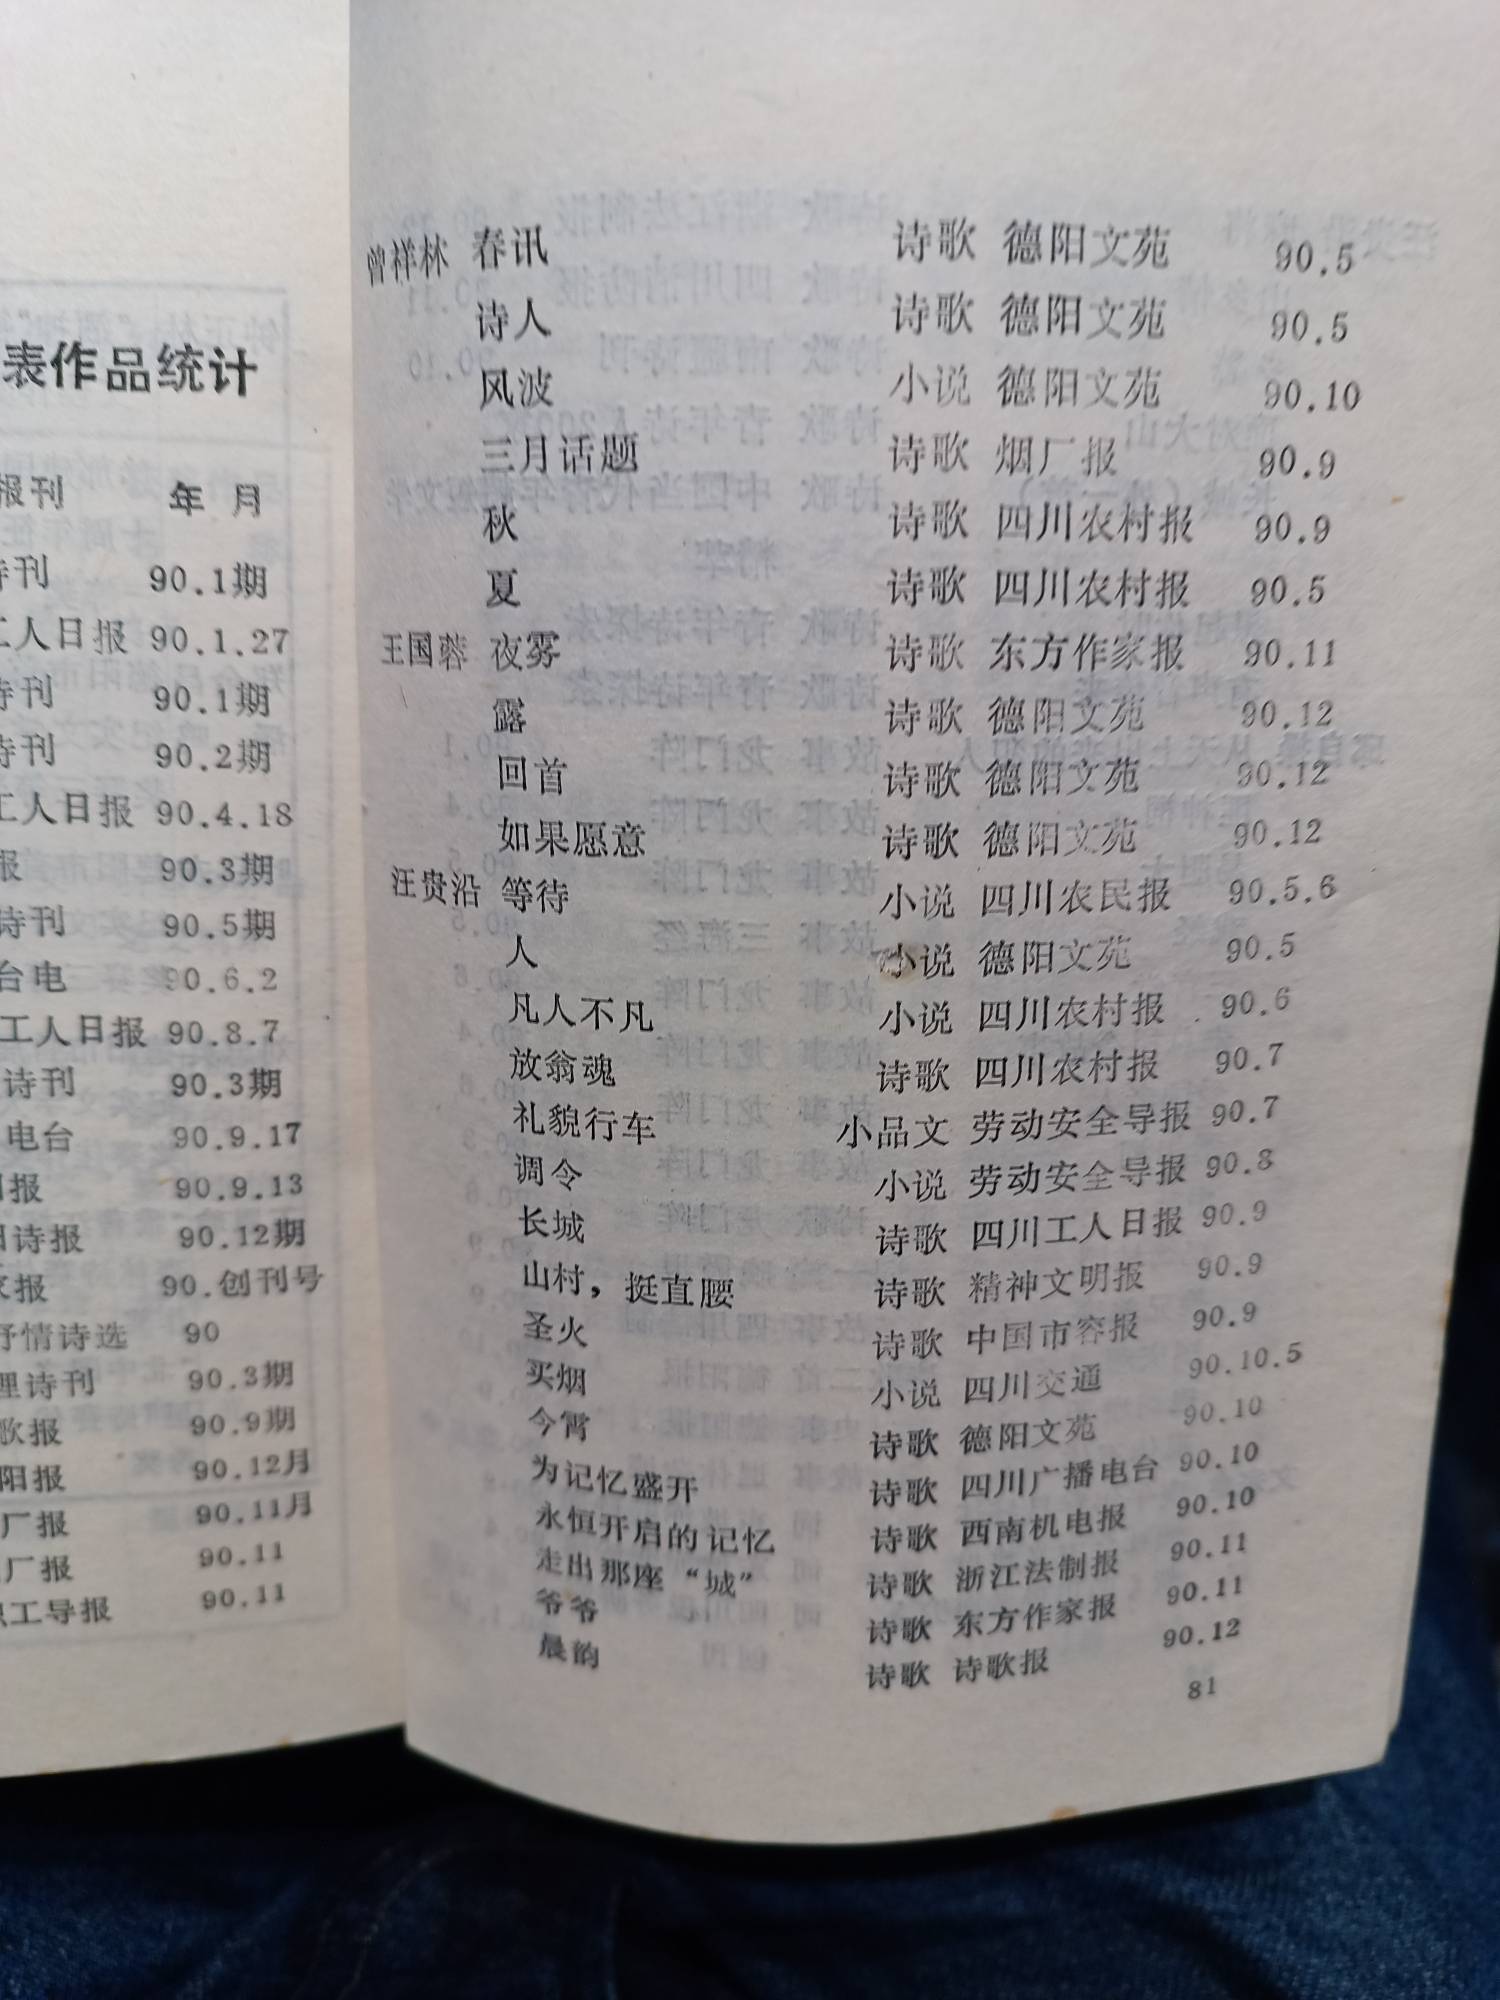 表作品统计
报刊 年 月
诗刊 90.1期
工人日报 90.1.27
诗刊 90.1期
诗刊 90.2期
工人日报 90.4.18
报 90.3期
诗刊 90.5期
台电 90.6.2
工人日报 90.8.7
诗刊 90.3期
电台 90.9.17
报 90.9.13
诗报 90.12期
家报 90.创刊号
抒情诗选 90
理诗刊 90.3期
歌报 90.9期
阳报 90.12月
厂报 90.11月
厂报 90.11
职工导报 90.11
曾祥林 春讯 诗歌 德阳文苑 90.5
诗人 诗歌 德阳文苑 90.5
风波 小说 德阳文苑 90.10
三月话题 诗歌 烟厂报 90.9
秋 诗歌 四川农村报 90.9
夏 诗歌 四川农村报 90.5
王国蓉 夜雾 诗歌 东方作家报 90.11
露 诗歌 德阳文苑 90.12
回首 诗歌 德阳文苑 90.12
如果愿意 诗歌 德阳文苑 90.12
汪贵沿 等待 小说 四川农民报 90.5.6
人 小说 德阳文苑 90.5
凡人不凡 小说 四川农村报 90.6
放翁魂 诗歌 四川农村报 90.7
礼貌行车 小品文 劳动安全导报 90.7
调令 小说 劳动安全导报 90.8
长城 诗歌 四川工人日报 90.9
山村，挺直腰 诗歌 精神文明报 90.9
圣火 诗歌 中国市容报 90.9
买烟 小说 四川交通 90.10.5
今宵 诗歌 德阳文苑 90.10
为记忆盛开 诗歌 四川广播电台 90.10
永恒开启的记忆 诗歌 西南机电报 90.10
走出那座“城” 诗歌 浙江法制报 90.11
爷爷 诗歌 东方作家报 90.11
晨韵 诗歌 诗歌报 90.12
81